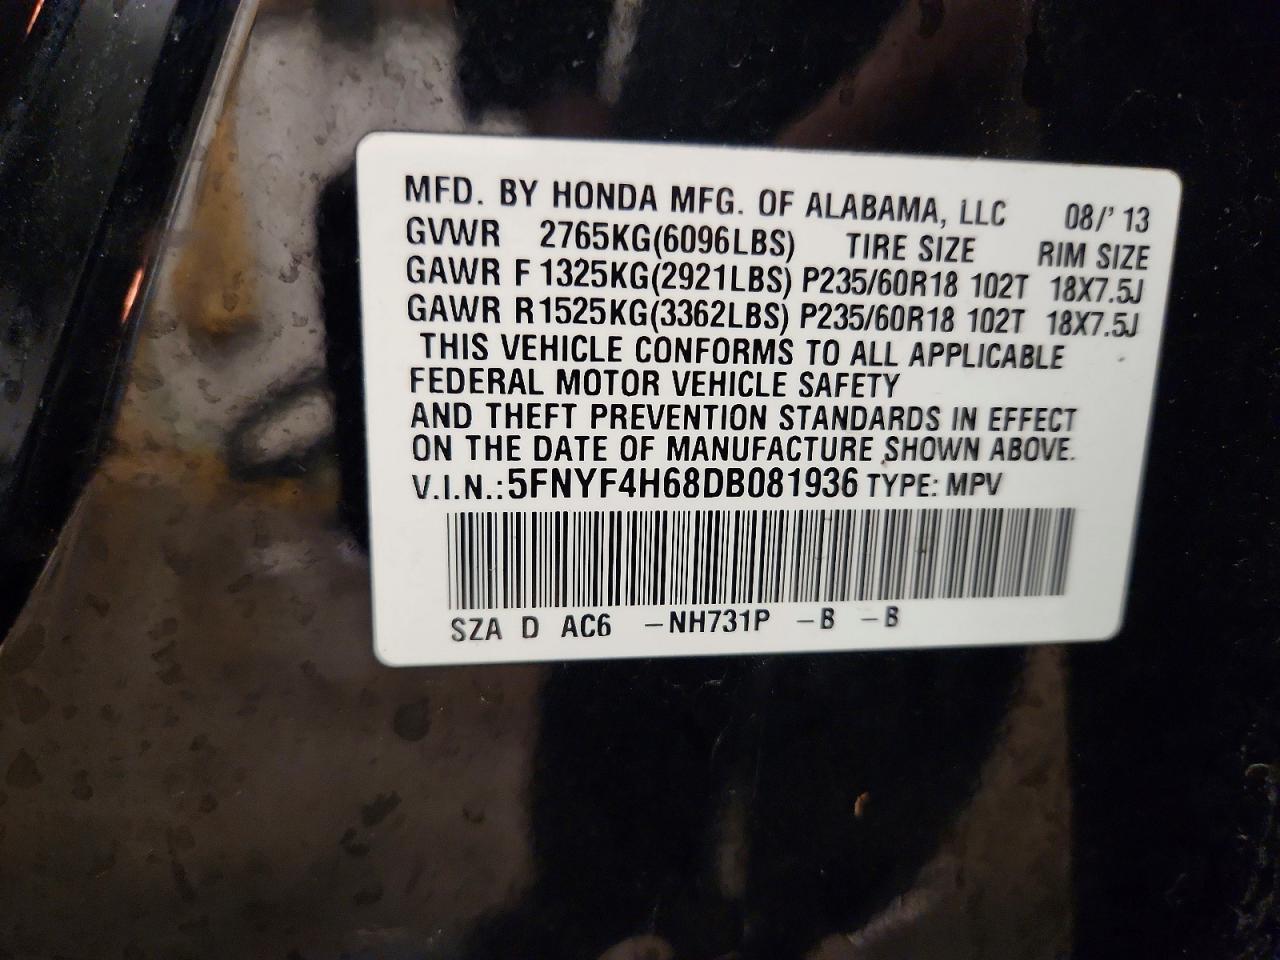 MFD. BY HONDA MFG. OF ALABAMA, LLC 08/' 13
GVWR 2765KG(6096LBS) TIRE SIZE RIM SIZE
GAWR F 1325KG(2921LBS) P235/60R18 102T 18X7.5J
GAWR R 1525KG(3362LBS) P235/60R18 102T 18X7.5J
THIS VEHICLE CONFORMS TO ALL APPLICABLE
FEDERAL MOTOR VEHICLE SAFETY
AND THEFT PREVENTION STANDARDS IN EFFECT
ON THE DATE OF MANUFACTURE SHOWN ABOVE.
V.I.N.: 5FNYF4H68DB081936 TYPE: MPV
SZA D AC6 –NH731P –B –B